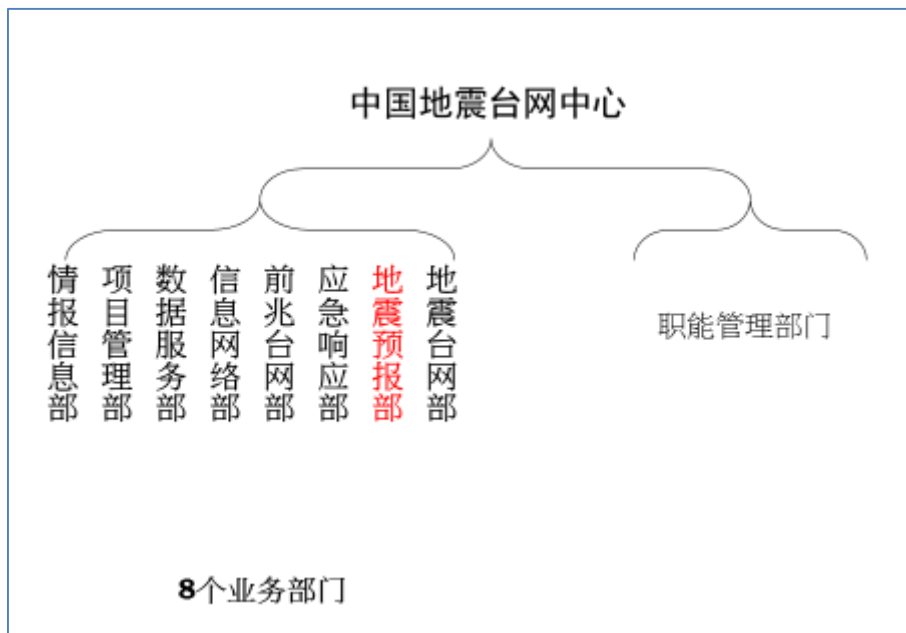 中国地震台网中心
情报信息部
项目管理部
数据服务部
信息网络部
前兆台网部
应急响应部
地震预报部
地震台网部
职能管理部门
8个业务部门